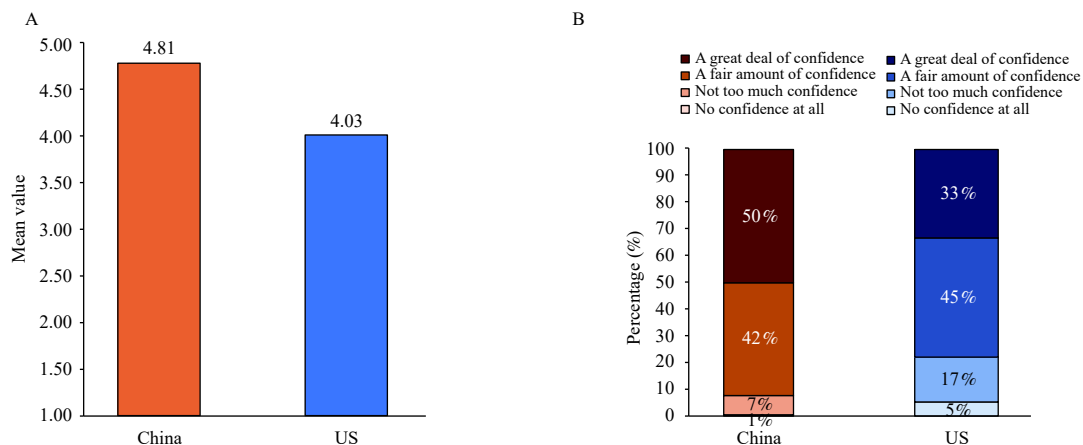 A
Mean value
5.00
4.50
4.00
3.50
3.00
2.50
2.00
1.50
1.00
4.81
4.03
China US
B
A great deal of confidence
A fair amount of confidence
Not too much confidence
No confidence at all
A great deal of confidence
A fair amount of confidence
Not too much confidence
No confidence at all
Percentage (%)
100
90
80
70
60
50
40
30
20
10
0
50%
42%
7%
1%
33%
45%
17%
5%
China US